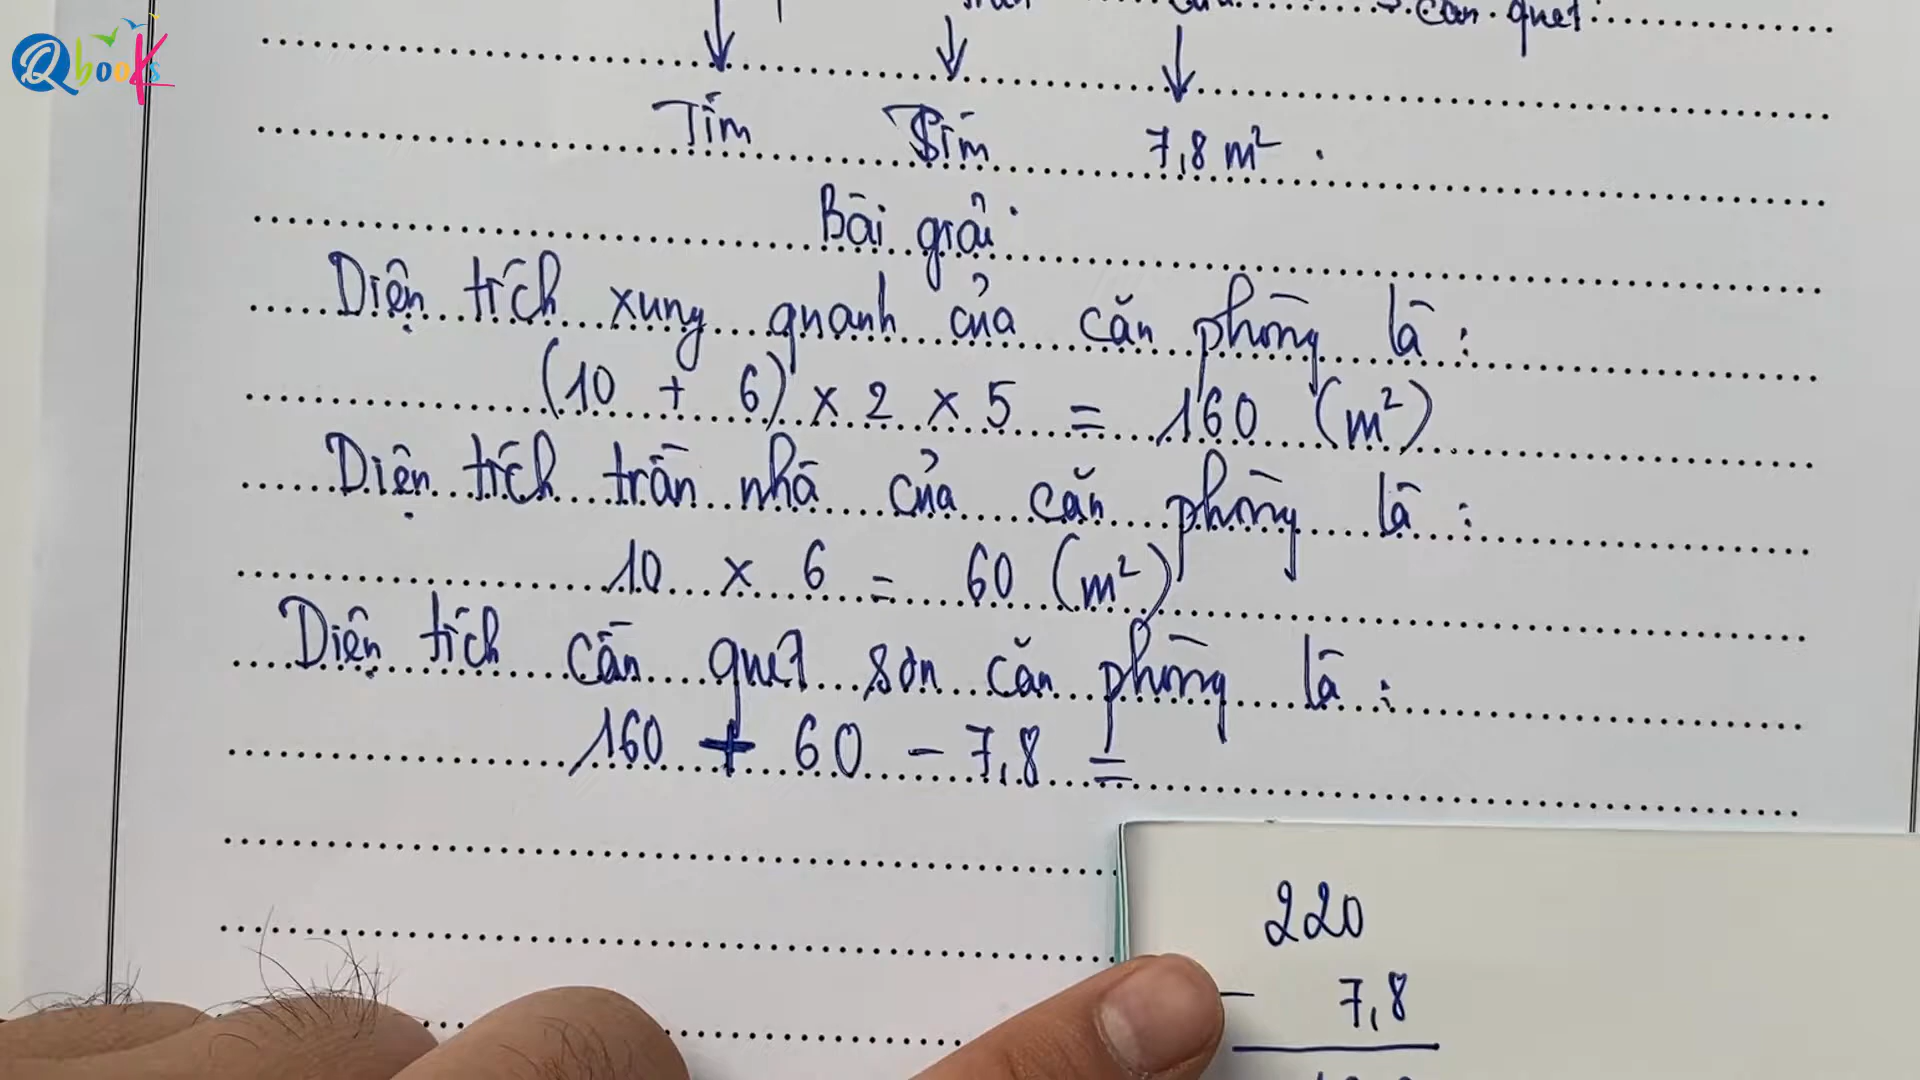 Qbooks
cần quét
Tím Sím 7,8 m²
Bài giải
Diện tích xung quanh của căn phòng là:
(10 + 6) x 2 x 5 = 160 (m²)
Diện tích trần nhà của căn phòng là:
10 x 6 = 60 (m²)
Diện tích cần quét sơn căn phòng là:
160 + 60 - 7,8 =
220
- 7,8